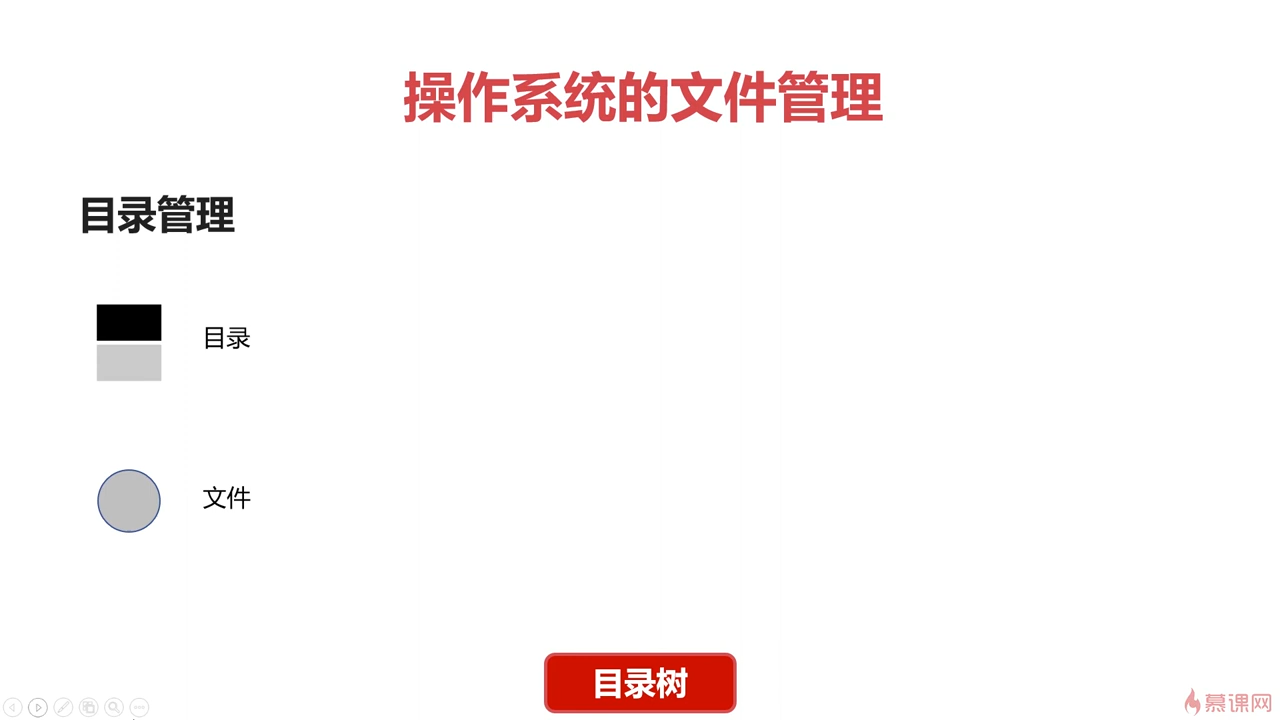 操作系统的文件管理
目录管理
目录
文件
目录树
慕课网